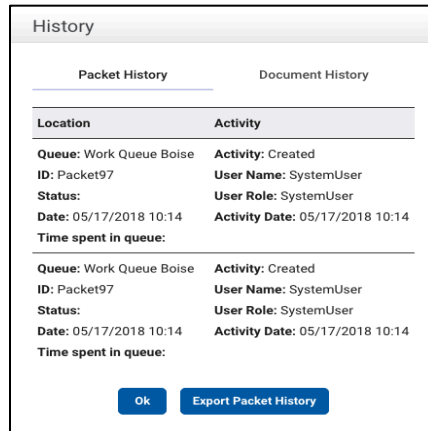 History
Packet History Document History
Location Activity
Queue: Work Queue Boise Activity: Created
ID: Packet97 User Name: SystemUser
Status: User Role: SystemUser
Date: 05/17/2018 10:14 Activity Date: 05/17/2018 10:14
Time spent in queue:
Queue: Work Queue Boise Activity: Created
ID: Packet97 User Name: SystemUser
Status: User Role: SystemUser
Date: 05/17/2018 10:14 Activity Date: 05/17/2018 10:14
Time spent in queue:
Ok Export Packet History